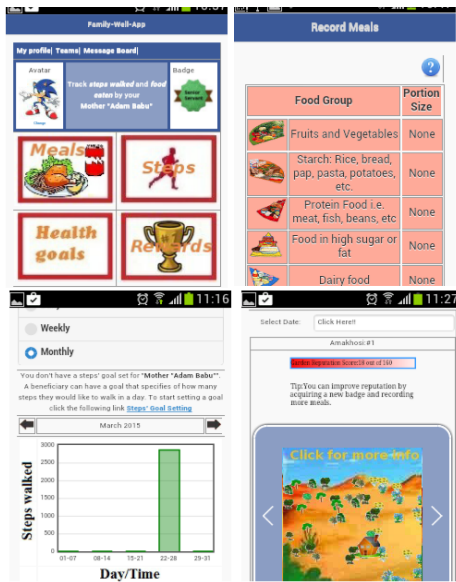 Family-Well-App
My profile| Teams| Message Board|
Avatar
Track steps walked and food
eaten by your
Mother "Adam Babu"
Badge
Meals
Steps
Health
goals
Rewards
Record Meals
?
Food Group
Portion
Size
Fruits and Vegetables
None
Starch: Rice, bread,
pap, pasta, potatoes,
etc.
None
Protein Food i.e.
meat, fish, beans, etc
None
Food in high sugar or
fat
None
Dairy food
None
11:16
Weekly
Monthly
You don't have a steps' goal set for "Mother "Adam Babu"".
A beneficiary can have a goal that specifies of how many
steps they would like to walk in a day. To start setting a goal
click the following link Steps' Goal Setting
March 2015
3000
2500
2000
1500
1000
500
0
Steps walked
01-07
08-14
15-21
22-28
29-31
Day/Time
11:27
Select Date:
Click Here!!
Amakhosi:#1
Garden Reputation Score:10 out of 160
Tip:You can improve reputation by
acquiring a new badge and recording
more meals.
Click for more info